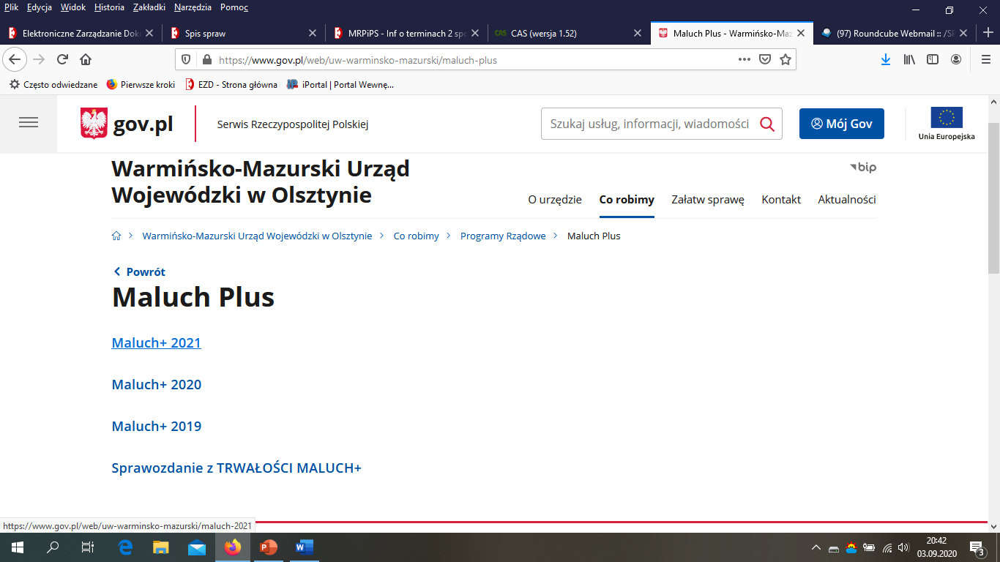 Plik Edycja Widok Historia Zakładki Narzędzia Pomoc
Elektroniczne Zarządzanie Dok
Spis spraw
MRPiPS - Inf o terminach 2 spo
CAS CAS (wersja 1.52)
Maluch Plus - Warmińsko-Maz
(97) Roundcube Webmail :: /SP
https://www.gov.pl/web/uw-warminsko-mazurski/maluch-plus
Często odwiedzane Pierwsze kroki EZD - Strona główna iPortal | Portal Wewnę...
gov.pl
Serwis Rzeczypospolitej Polskiej
Szukaj usług, informacji, wiadomości
Mój Gov
Unia Europejska
Warmińsko-Mazurski Urząd
Wojewódzki w Olsztynie
bip
O urzędzie Co robimy Załatw sprawę Kontakt Aktualności
Warmińsko-Mazurski Urząd Wojewódzki w Olsztynie > Co robimy > Programy Rządowe > Maluch Plus
Powrót
Maluch Plus
Maluch+ 2021
Maluch+ 2020
Maluch+ 2019
Sprawozdanie z TRWAŁOŚCI MALUCH+
https://www.gov.pl/web/uw-warminsko-mazurski/maluch-2021
20:42
03.09.2020
3